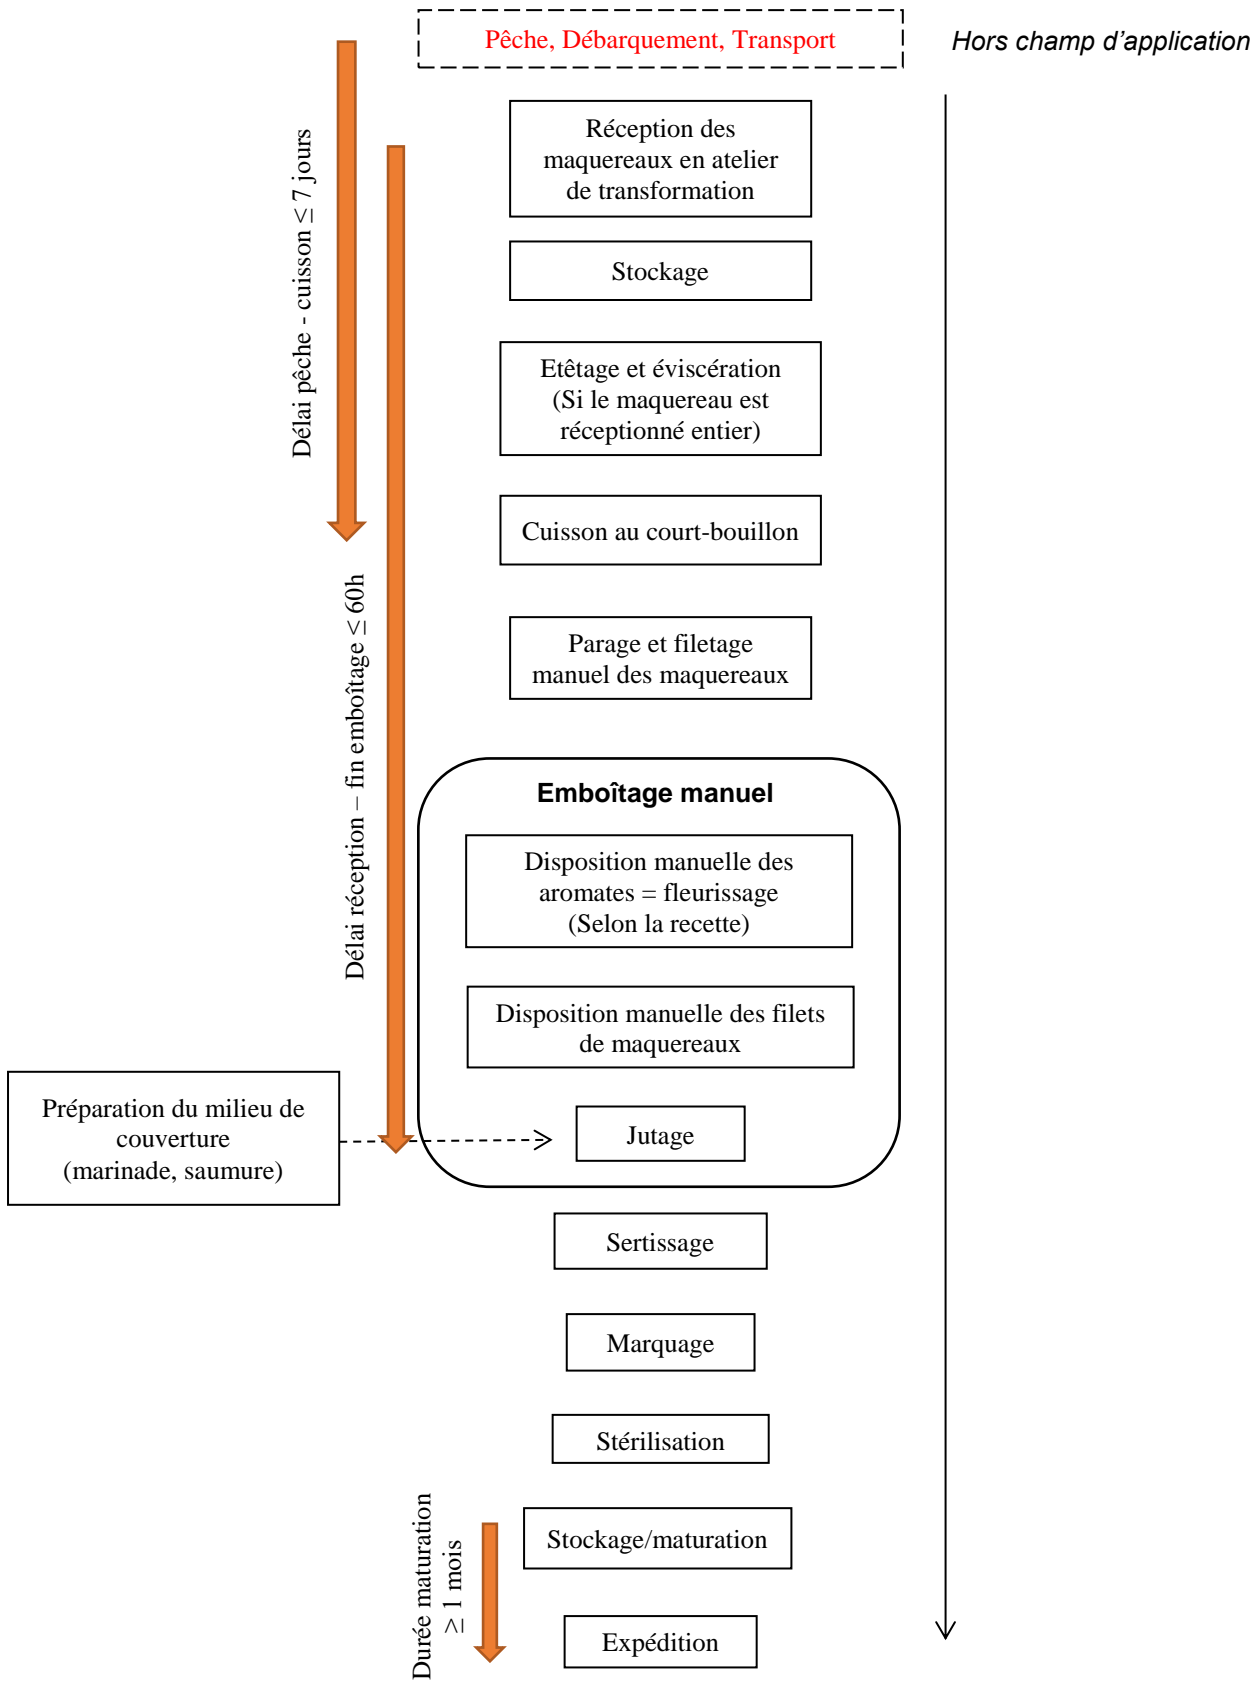 Pêche, Débarquement, Transport
Hors champ d’application
Réception des
maquereaux en atelier
de transformation
Délai pêche - cuisson ≤ 7 jours
Stockage
Etêtage et éviscération
(Si le maquereau est
réceptionné entier)
Cuisson au court-bouillon
Délai réception – fin emboîtage ≤ 60h
Parage et filetage
manuel des maquereaux
Emboîtage manuel
Disposition manuelle des
aromates = fleurissage
(Selon la recette)
Disposition manuelle des filets
de maquereaux
Préparation du milieu de
couverture
(marinade, saumure)
Jutage
Sertissage
Marquage
Stérilisation
Durée maturation
≥ 1 mois
Stockage/maturation
Expédition